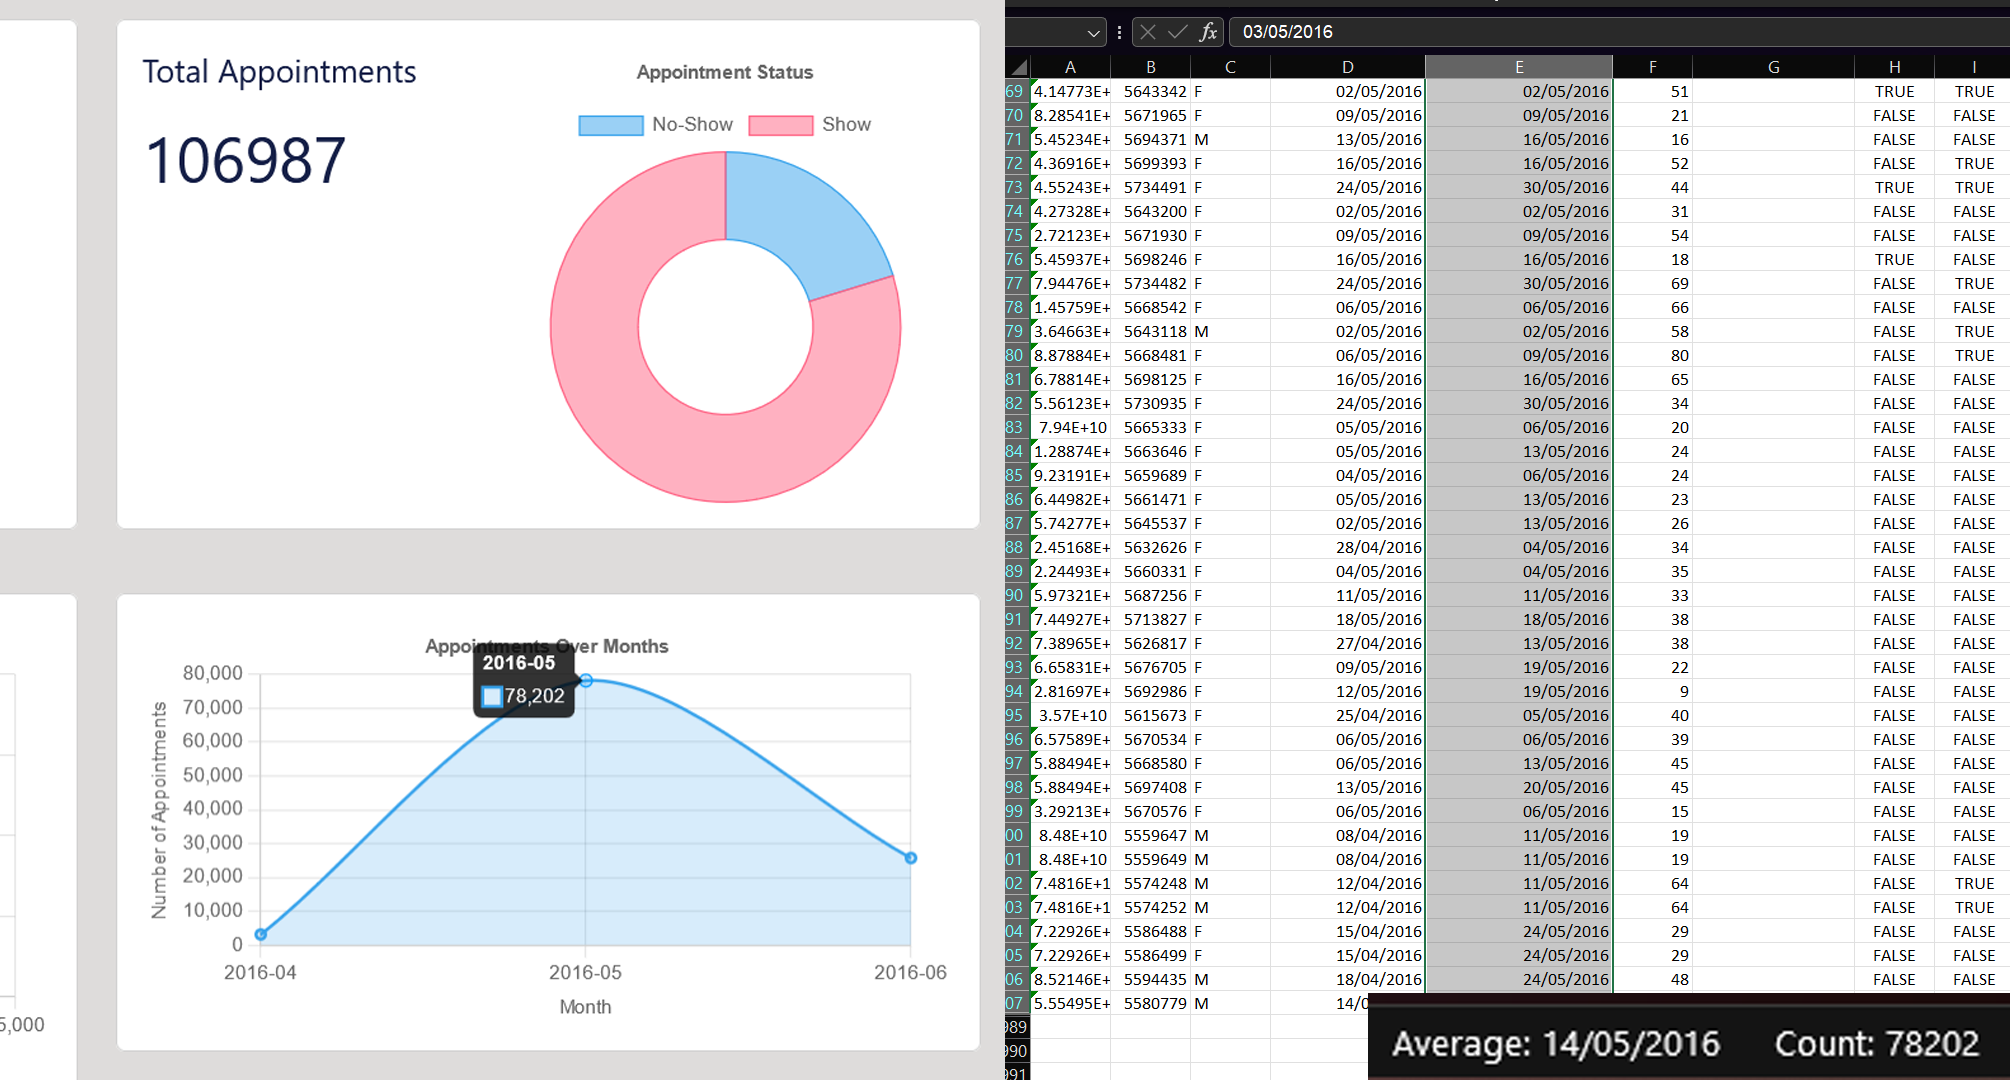 Total Appointments
106987
Appointment Status
No-Show
Show
Appointments Over Months
2016-05
78,202
Number of Appointments
80,000
70,000
60,000
50,000
40,000
30,000
20,000
10,000
0
2016-04
2016-05
2016-06
Month
5,000
fx 03/05/2016
A B C D E F G H I
69 4.14773E+ 5643342 F 02/05/2016 02/05/2016 51 TRUE TRUE
70 8.28541E+ 5671965 F 09/05/2016 09/05/2016 21 FALSE FALSE
71 5.45234E+ 5694371 M 13/05/2016 16/05/2016 16 FALSE FALSE
72 4.36916E+ 5699393 F 16/05/2016 16/05/2016 52 FALSE TRUE
73 4.55243E+ 5734491 F 24/05/2016 30/05/2016 44 TRUE TRUE
74 4.27328E+ 5643200 F 02/05/2016 02/05/2016 31 FALSE FALSE
75 2.72123E+ 5671930 F 09/05/2016 09/05/2016 54 FALSE FALSE
76 5.45937E+ 5698246 F 16/05/2016 16/05/2016 18 TRUE FALSE
77 7.94476E+ 5734482 F 24/05/2016 30/05/2016 69 FALSE TRUE
78 1.45759E+ 5668542 F 06/05/2016 06/05/2016 66 FALSE FALSE
79 3.64663E+ 5643118 M 02/05/2016 02/05/2016 58 FALSE TRUE
80 8.87884E+ 5668481 F 06/05/2016 09/05/2016 80 FALSE TRUE
81 6.78814E+ 5698125 F 16/05/2016 16/05/2016 65 FALSE FALSE
82 5.56123E+ 5730935 F 24/05/2016 30/05/2016 34 FALSE FALSE
83 7.94E+10 5665333 F 05/05/2016 06/05/2016 20 FALSE FALSE
84 1.28874E+ 5663646 F 05/05/2016 13/05/2016 24 FALSE FALSE
85 9.23191E+ 5659689 F 04/05/2016 06/05/2016 24 FALSE FALSE
86 6.44982E+ 5661471 F 05/05/2016 13/05/2016 23 FALSE FALSE
87 5.74277E+ 5645537 F 02/05/2016 13/05/2016 26 FALSE FALSE
88 2.45168E+ 5632626 F 28/04/2016 04/05/2016 34 FALSE FALSE
89 2.24493E+ 5660331 F 04/05/2016 04/05/2016 35 FALSE FALSE
90 5.97321E+ 5687256 F 11/05/2016 11/05/2016 33 FALSE FALSE
91 7.44927E+ 5713827 F 18/05/2016 18/05/2016 38 FALSE FALSE
92 7.38965E+ 5626817 F 27/04/2016 13/05/2016 38 FALSE FALSE
93 6.65831E+ 5676705 F 09/05/2016 19/05/2016 22 FALSE FALSE
94 2.81697E+ 5692986 F 12/05/2016 19/05/2016 9 FALSE FALSE
95 3.57E+10 5615673 F 25/04/2016 05/05/2016 40 FALSE FALSE
96 6.57589E+ 5670534 F 06/05/2016 06/05/2016 39 FALSE FALSE
97 5.88494E+ 5668580 F 06/05/2016 13/05/2016 45 FALSE FALSE
98 5.88494E+ 5697408 F 13/05/2016 20/05/2016 45 FALSE FALSE
99 3.29213E+ 5670576 F 06/05/2016 06/05/2016 15 FALSE FALSE
00 8.48E+10 5559647 M 08/04/2016 11/05/2016 19 FALSE FALSE
01 8.48E+10 5559649 M 08/04/2016 11/05/2016 19 FALSE FALSE
02 7.4816E+1 5574248 M 12/04/2016 11/05/2016 64 FALSE TRUE
03 7.4816E+1 5574252 M 12/04/2016 11/05/2016 64 FALSE TRUE
04 7.22926E+ 5586488 F 15/04/2016 24/05/2016 29 FALSE FALSE
05 7.22926E+ 5586499 F 15/04/2016 24/05/2016 29 FALSE FALSE
06 8.52146E+ 5594435 M 18/04/2016 24/05/2016 48 FALSE FALSE
07 5.55495E+ 5580779 M 14/0
989
990
991
Average: 14/05/2016 Count: 78202